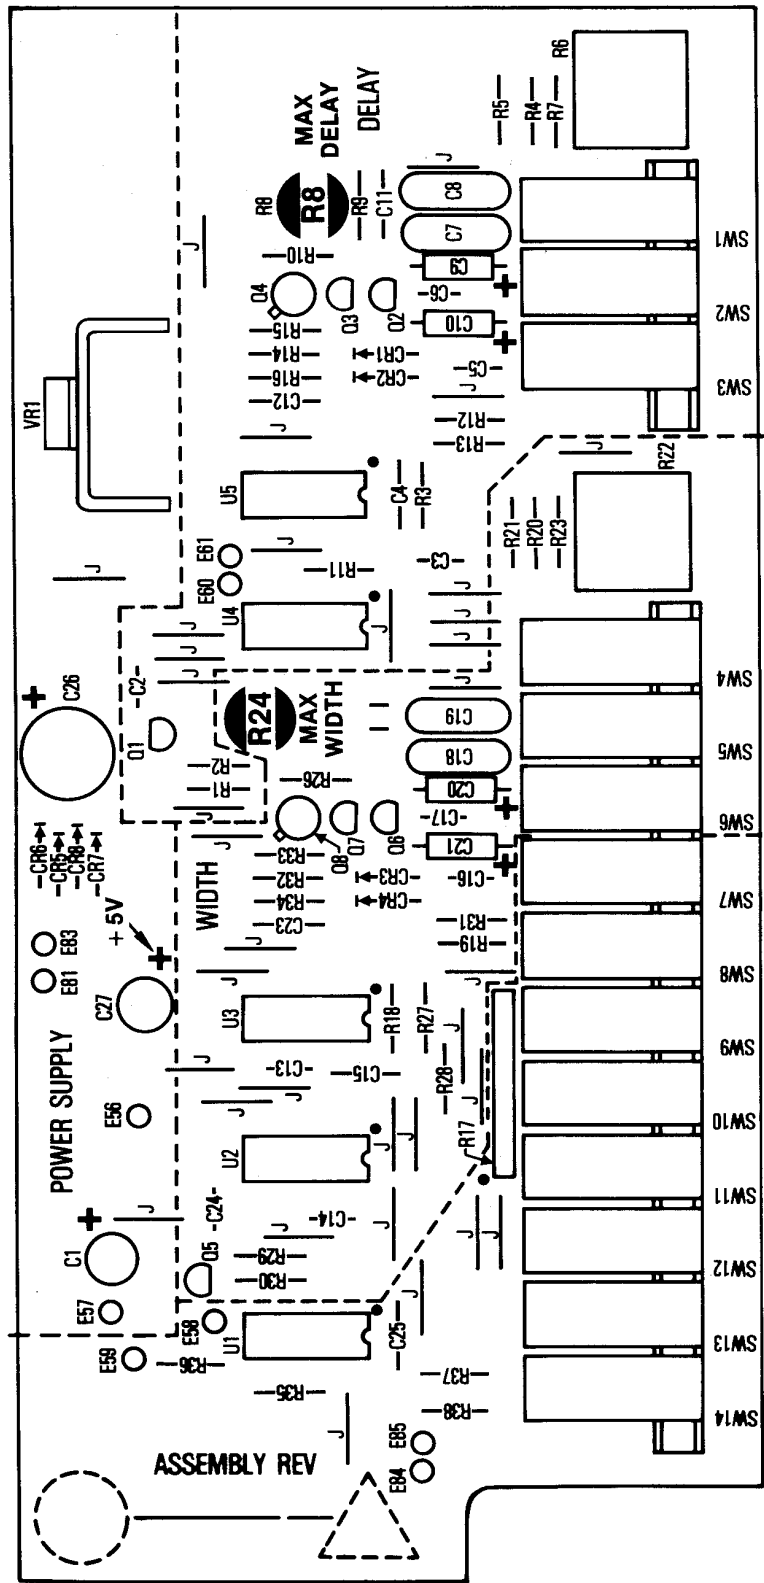 R6
R5
R4
R7
MAX
DELAY
DELAY
R8
R8
R9
C11
J
C8
C7
SW1
J
R10
Q4
Q3
Q2
C9
C6
+
C10
+
SW2
R15
R14
R16
C12
CR1
CR2
C5
J
SW3
VR1
J
R12
R13
J
R22
U5
C4
R3
R21
R20
R23
E61
E60
J
R11
C3
J
U4
J
J
J
J
J
J
J
SW4
+
C26
C2
Q1
R24
MAX
WIDTH
J
C19
C18
SW5
R2
R1
R26
C20
+
J
J
Q8
Q7
Q6
C17
C21
+
SW6
CR6
CR5
CR8
CR7
+5V
+
WIDTH
R33
R32
R34
C23
CR3
CR4
C16
SW7
E83
E81
R31
R19
J
J
J
SW8
C27
U3
R18
R27
J
SW9
POWER SUPPLY
J
C13
C15
R28
J
J
J
SW10
E56
U2
J
J
R17
SW11
+
J
C24
C14
J
J
J
J
SW12
C1
Q5
R29
R30
E57
E58
U1
C25
J
SW13
E59
R36
R35
R37
R38
SW14
J
ASSEMBLY REV
E85
E84